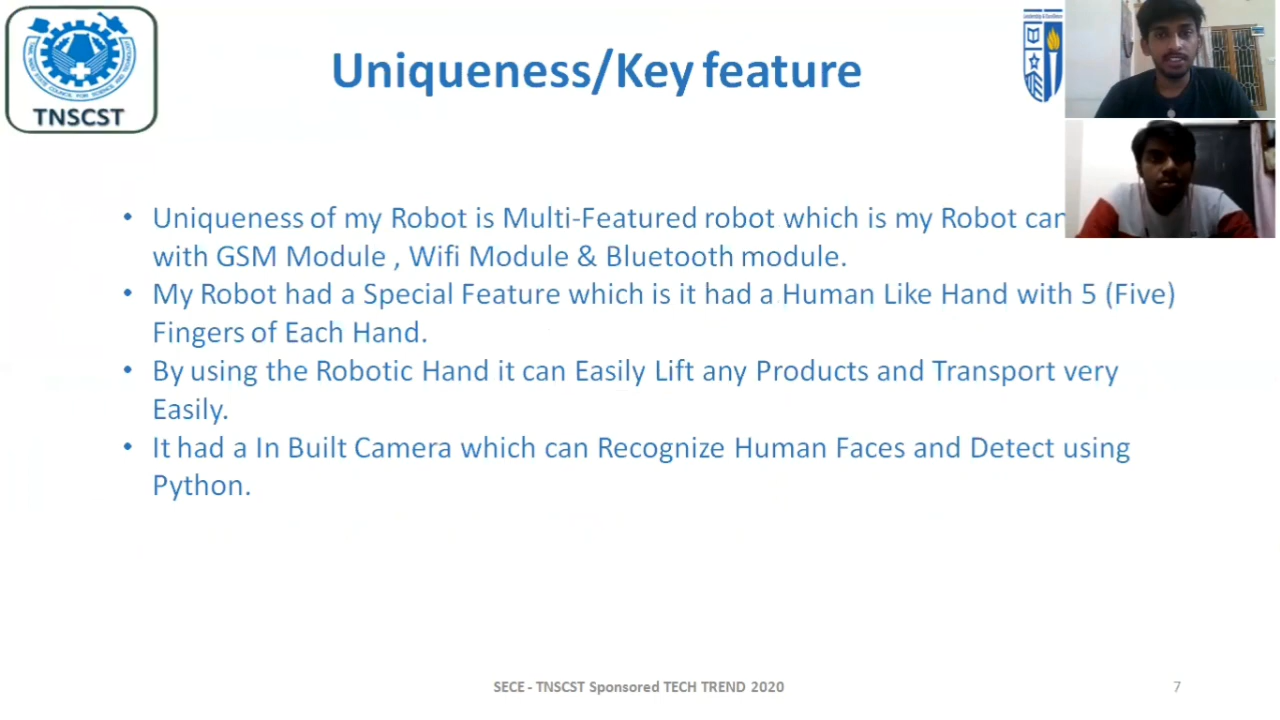 TNSCST
Uniqueness/Key feature
• Uniqueness of my Robot is Multi-Featured robot which is my Robot can
with GSM Module , Wifi Module & Bluetooth module.
• My Robot had a Special Feature which is it had a Human Like Hand with 5 (Five)
Fingers of Each Hand.
• By using the Robotic Hand it can Easily Lift any Products and Transport very
Easily.
• It had a In Built Camera which can Recognize Human Faces and Detect using
Python.
SECE - TNSCST Sponsored TECH TREND 2020
7